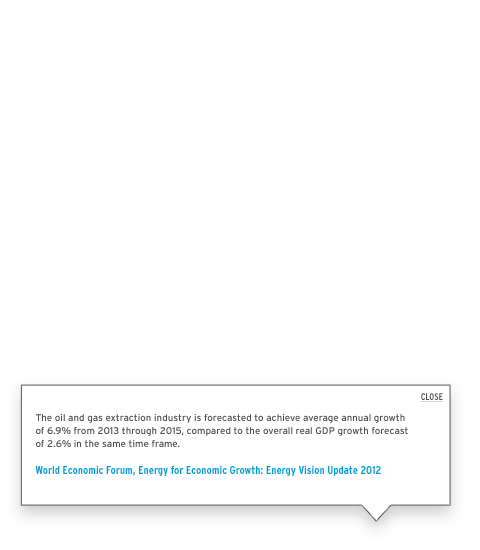 CLOSE
The oil and gas extraction industry is forecasted to achieve average annual growth
of 6.9% from 2013 through 2015, compared to the overall real GDP growth forecast
of 2.6% in the same time frame.
World Economic Forum, Energy for Economic Growth: Energy Vision Update 2012